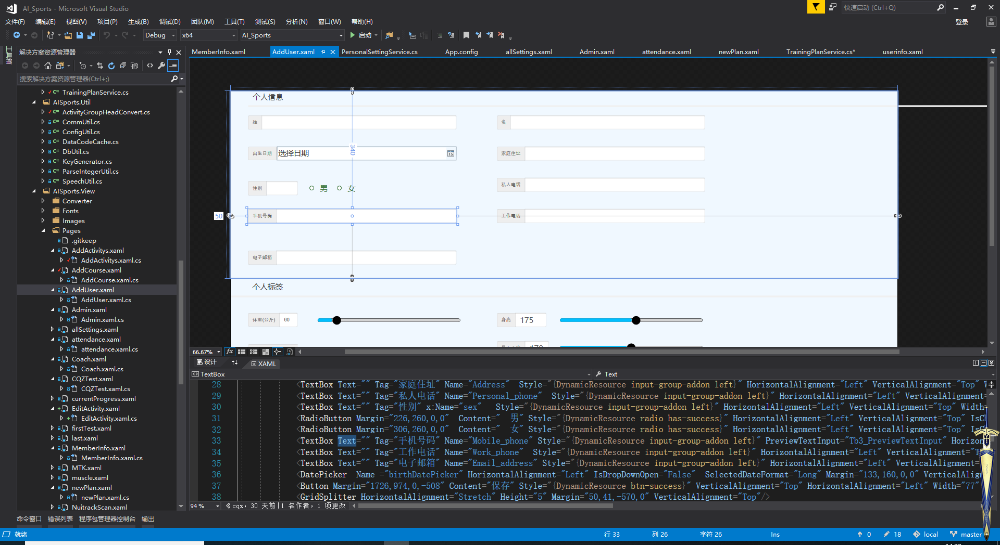 AI_Sports - Microsoft Visual Studio
快速启动 (Ctrl+Q)
文件(F) 编辑(E) 视图(V) 项目(P) 生成(B) 调试(D) 团队(M) 工具(T) 测试(S) 分析(N) 窗口(W) 帮助(H)
登录
Debug x64 AI_Sports 启动
工具箱
解决方案资源管理器
搜索解决方案资源管理器(Ctrl+;)
TrainingPlanService.cs
AISports.Util
ActivityGroupHeadConvert.cs
CommUtil.cs
ConfigUtil.cs
DataCodeCache.cs
DbUtil.cs
KeyGenerator.cs
ParseIntegerUtil.cs
SpeechUtil.cs
AISports.View
Converter
Fonts
Images
Pages
.gitkeep
AddActivitys.xaml
AddActivitys.xaml.cs
AddCourse.xaml
AddCourse.xaml.cs
AddUser.xaml
AddUser.xaml.cs
Admin.xaml
Admin.xaml.cs
allSettings.xaml
attendance.xaml
attendance.xaml.cs
Coach.xaml
Coach.xaml.cs
CQZTest.xaml
CQZTest.xaml.cs
currentProgress.xaml
EditActivity.xaml
EditActivity.xaml.cs
firstTest.xaml
last.xaml
MemberInfo.xaml
MemberInfo.xaml.cs
MTK.xaml
muscle.xaml
newPlan.xaml
newPlan.xaml.cs
NuitrackScan.xaml
MemberInfo.xaml AddUser.xaml PersonalSettingService.cs App.config allSettings.xaml Admin.xaml attendance.xaml newPlan.xaml TrainingPlanService.cs* userinfo.xaml
个人信息
姓 名
出生日期 选择日期 15 340 家庭住址
性别 男 女 私人电话
50 手机号码 工作电话
电子邮箱
个人标签
体重(公斤) 60 身高 175
66.67% fx
设计 XAML
TextBox Text
28 <TextBox Text="" Tag="家庭住址" Name="Address" Style="{DynamicResource input-group-addon left}" HorizontalAlignment="Left" VerticalAlignment="Top"
29 <TextBox Text="" Tag="私人电话" Name="Personal_phone" Style="{DynamicResource input-group-addon left}" HorizontalAlignment="Left" VerticalAlignment=
30 <TextBox Text="" Tag="性别" x:Name="sex" Style="{DynamicResource input-group-addon left}" HorizontalAlignment="Left" VerticalAlignment="Top" Width=
31 <RadioButton Margin="226,260,0,0" Content=" 男" Style="{DynamicResource radio has-success}" HorizontalAlignment="Left" VerticalAlignment="Top" IsCl
32 <RadioButton Margin="306,260,0,0" Content=" 女" Style="{DynamicResource radio has-success}" HorizontalAlignment="Left" VerticalAlignment="Top"
33 <TextBox Text="" Tag="手机号码" Name="Mobile_phone" Style="{DynamicResource input-group-addon left}" PreviewTextInput="Tb3_PreviewTextInput" Horizon
34 <TextBox Text="" Tag="工作电话" Name="Work_phone" Style="{DynamicResource input-group-addon left}" HorizontalAlignment="Left" VerticalAlignment="T
35 <TextBox Text="" Tag="电子邮箱" Name="Email_address" Style="{DynamicResource input-group-addon left}" HorizontalAlignment="Left" VerticalAlignment=
36 <DatePicker Name ="birthDatePicker" HorizontalAlignment="Left" IsDropDownOpen="False" SelectedDateFormat="Long" Margin="133,160,0,0" VerticalAlig
37 <Button Margin="1726,974,0,-508" Content="保存" Style="{DynamicResource btn-success}" VerticalAlignment="Top" HorizontalAlignment="Left" Width="77"
38 <GridSplitter HorizontalAlignment="Stretch" Height="5" Margin="50,41,-570,0" VerticalAlignment="Top"/>
94 % cqz，30 天前|1 名作者，1 项更改
命令窗口 错误列表 程序包管理器控制台 输出
就绪 行 33 列 26 字符 26 Ins 0 18 local master